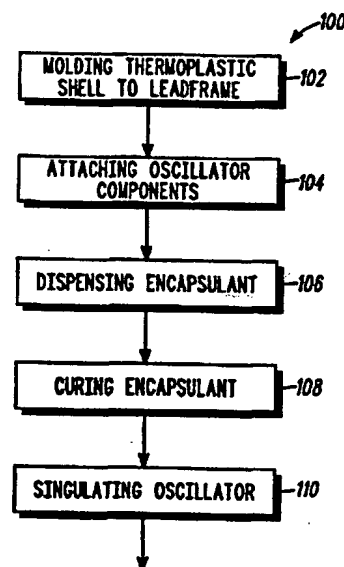 100
MOLDING THERMOPLASTIC
SHELL TO LEADFRAME
102
ATTACHING OSCILLATOR
COMPONENTS
104
DISPENSING ENCAPSULANT
106
CURING ENCAPSULANT
108
SINGULATING OSCILLATOR
110